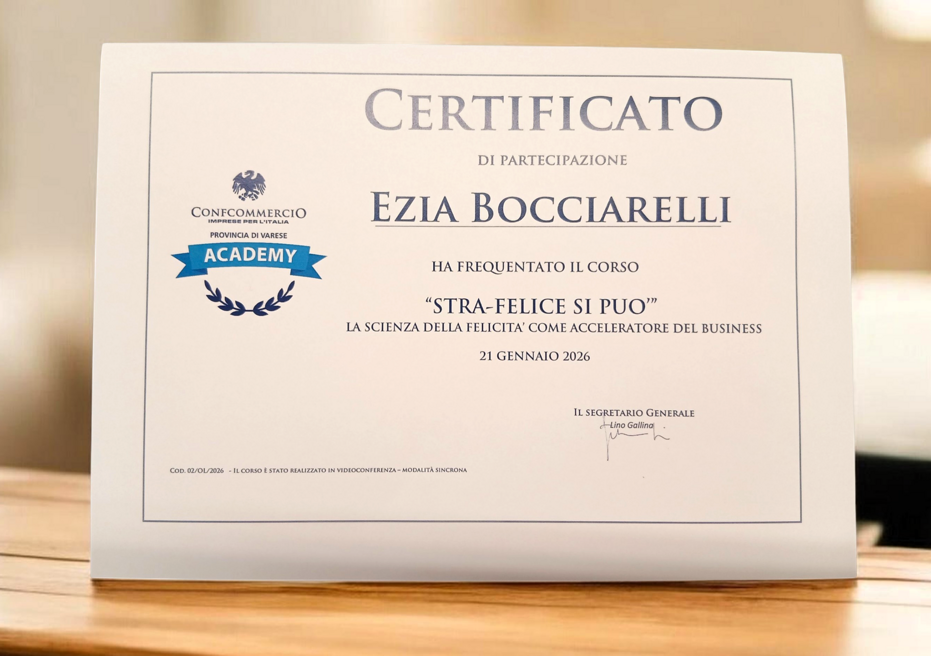 CERTIFICATO
DI PARTECIPAZIONE
EZIA BOCCIARELLI
HA FREQUENTATO IL CORSO
“STRA-FELICE SI PUO’”
LA SCIENZA DELLA FELICITA’ COME ACCELERATORE DEL BUSINESS
21 GENNAIO 2026
CONFCOMMERCIO
IMPRESE PER L'ITALIA
PROVINCIA DI VARESE
ACADEMY
IL SEGRETARIO GENERALE
Lino Gallina
COD. 02/OL/2026 - IL CORSO È STATO REALIZZATO IN VIDEOCONFERENZA – MODALITÀ SINCRONA